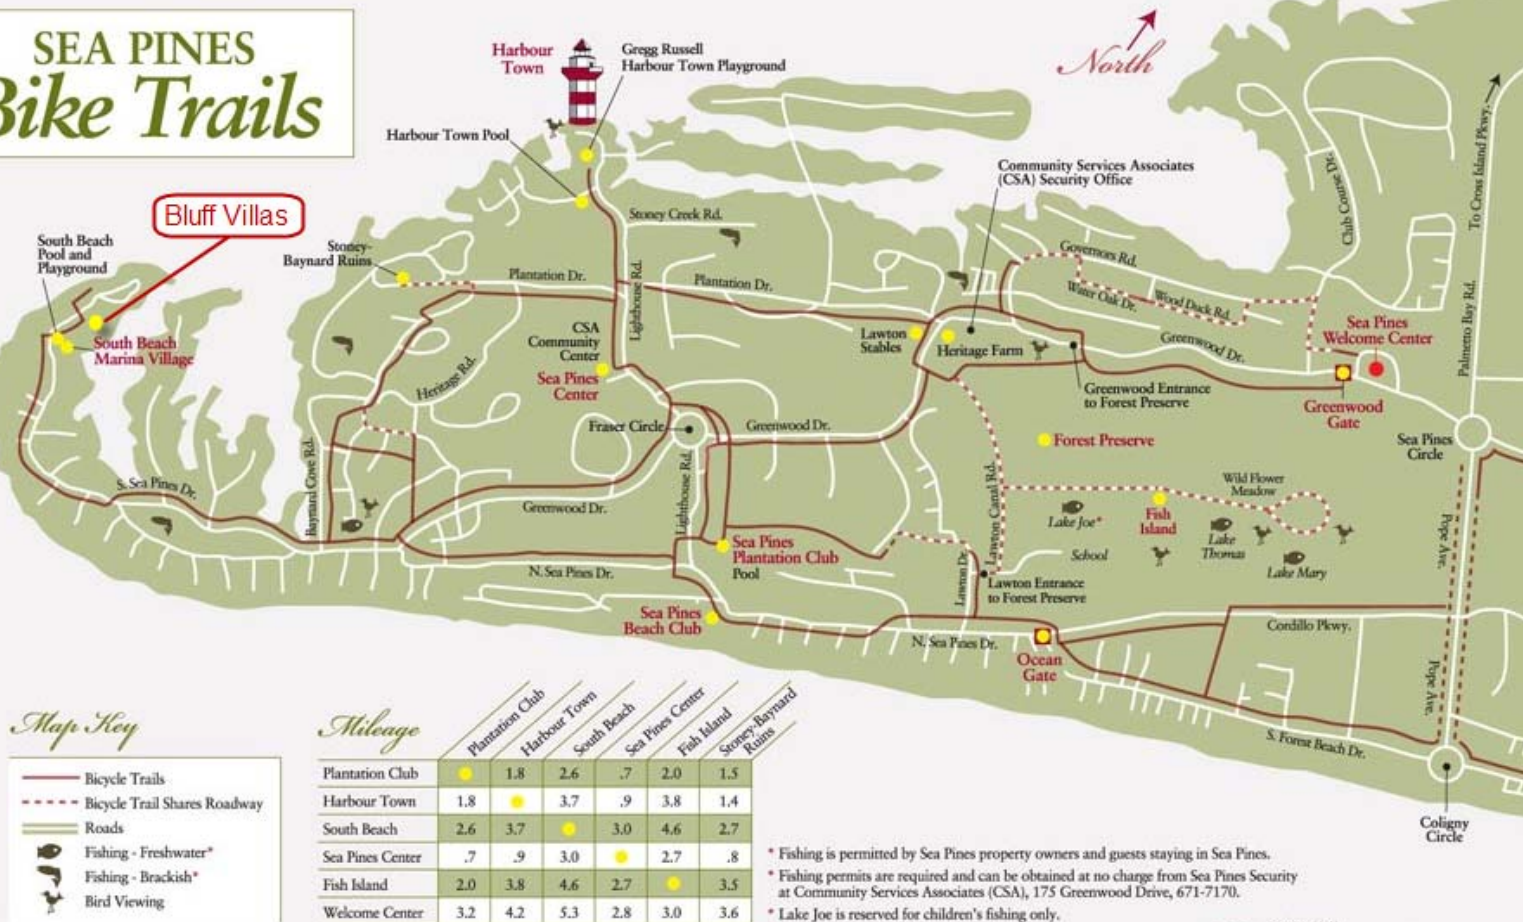 SEA PINES
Bike Trails
Harbour
Town
Gregg Russell
Harbour Town Playground
North
Harbour Town Pool
Community Services Associates
(CSA) Security Office
Club Course Dr.
To Cross Island Pkwy.
Bluff Villas
South Beach
Pool and
Playground
Stoney-
Baynard Ruins
Stoney Creek Rd.
Governors Rd.
Plantation Dr.
Lighthouse Rd.
Plantation Dr.
Water Oak Dr.
Wood Duck Rd.
Palmetto Bay Rd.
South Beach
Marina Village
CSA
Community
Center
Sea Pines
Center
Lawton
Stables
Heritage Farm
Greenwood Dr.
Sea Pines
Welcome Center
Heritage Rd.
Greenwood Entrance
to Forest Preserve
Greenwood
Gate
Fraser Circle
Greenwood Dr.
Forest Preserve
Sea Pines
Circle
S. Sea Pines Dr.
Baynard Cove Rd.
Greenwood Dr.
Lighthouse Rd.
Lawton Canal Rd.
Wild Flower
Meadow
Lake Joe*
Fish
Island
Lake
Thomas
Lake Mary
Pope Ave.
Sea Pines
Plantation Club
Pool
School
N. Sea Pines Dr.
Lawton Dr.
Lawton Entrance
to Forest Preserve
Sea Pines
Beach Club
N. Sea Pines Dr.
Ocean
Gate
Cordillo Pkwy.
Pope Ave.
S. Forest Beach Dr.
Coligny
Circle
Map Key
Bicycle Trails
Bicycle Trail Shares Roadway
Roads
Fishing - Freshwater*
Fishing - Brackish*
Bird Viewing
Mileage
Plantation Club
Harbour Town
South Beach
Sea Pines Center
Fish Island
Stoney-Baynard
Ruins
Plantation Club 1.8 2.6 .7 2.0 1.5
Harbour Town 1.8 3.7 .9 3.8 1.4
South Beach 2.6 3.7 3.0 4.6 2.7
Sea Pines Center .7 .9 3.0 2.7 .8
Fish Island 2.0 3.8 4.6 2.7 3.5
Welcome Center 3.2 4.2 5.3 2.8 3.0 3.6
* Fishing is permitted by Sea Pines property owners and guests staying in Sea Pines.
* Fishing permits are required and can be obtained at no charge from Sea Pines Security
at Community Services Associates (CSA), 175 Greenwood Drive, 671-7170.
* Lake Joe is reserved for children's fishing only.